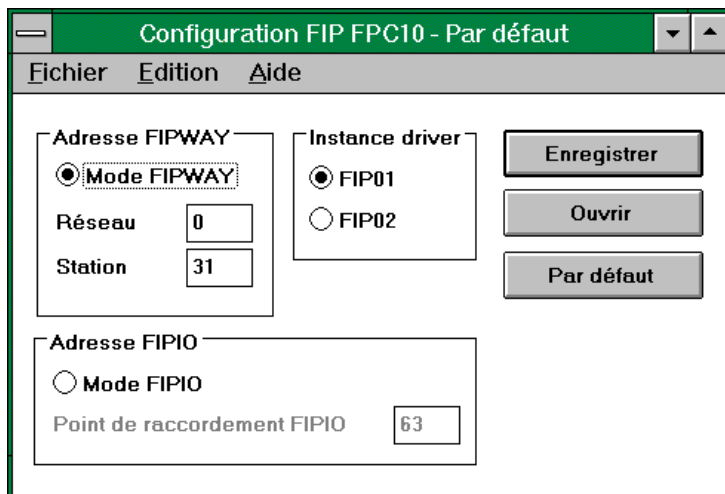 Configuration FIP FPC10 - Par défaut
Fichier Edition Aide
Adresse FIPWAY
Mode FIPWAY
Réseau 0
Station 31
Instance driver
FIP01
FIP02
Enregistrer
Ouvrir
Par défaut
Adresse FIPIO
Mode FIPIO
Point de raccordement FIPIO 63